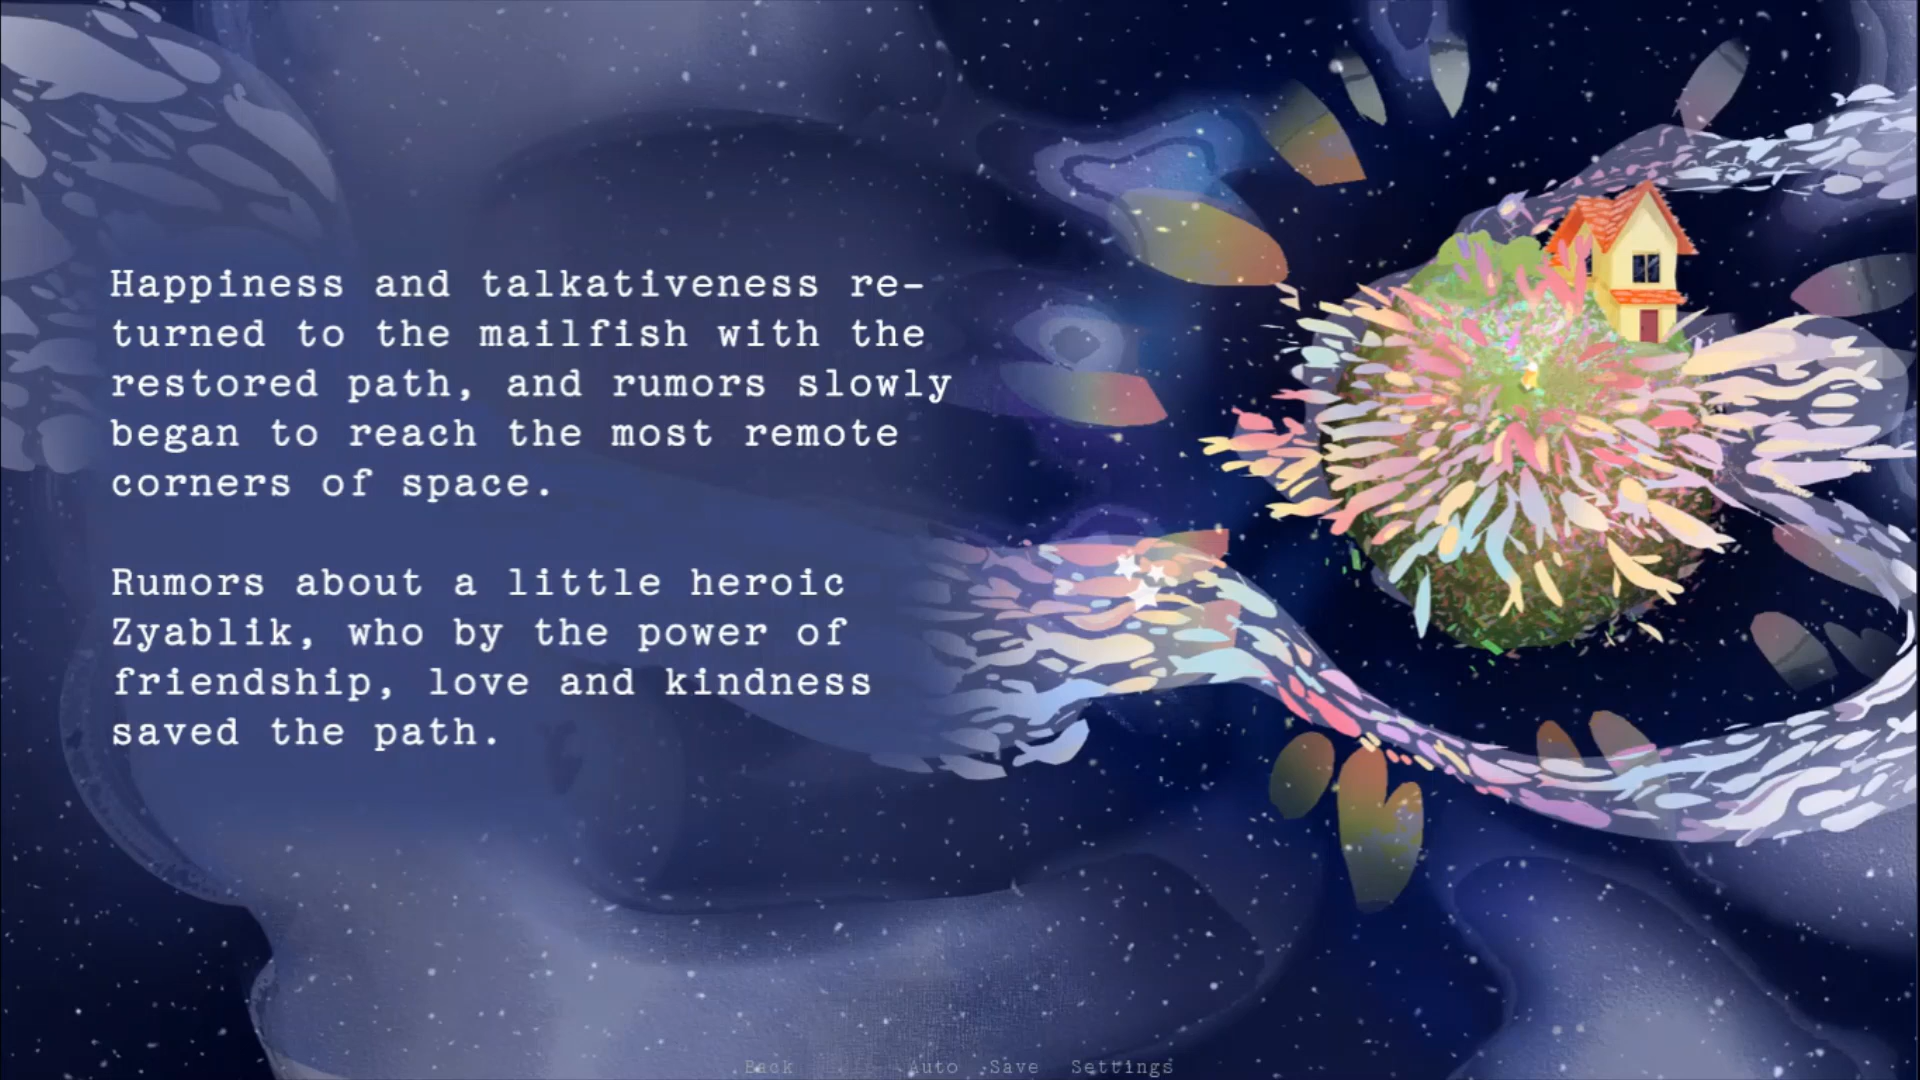 Happiness and talkativeness re-
turned to the mailfish with the
restored path, and rumors slowly
began to reach the most remote
corners of space.
Rumors about a little heroic
Zyablik, who by the power of
friendship, love and kindness
saved the path.
Back Auto Save Settings